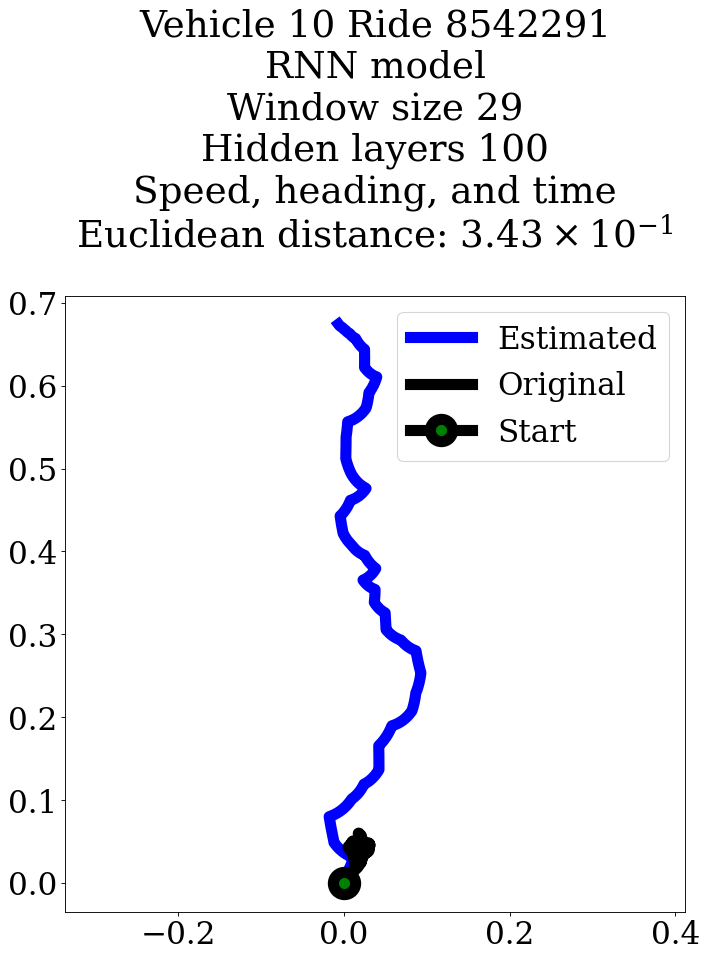 Vehicle 10 Ride 8542291
RNN model
Window size 29
Hidden layers 100
Speed, heading, and time
Euclidean distance: 3.43 × 10⁻¹
0.7
0.6
0.5
0.4
0.3
0.2
0.1
0.0
Estimated
Original
Start
−0.2
0.0
0.2
0.4